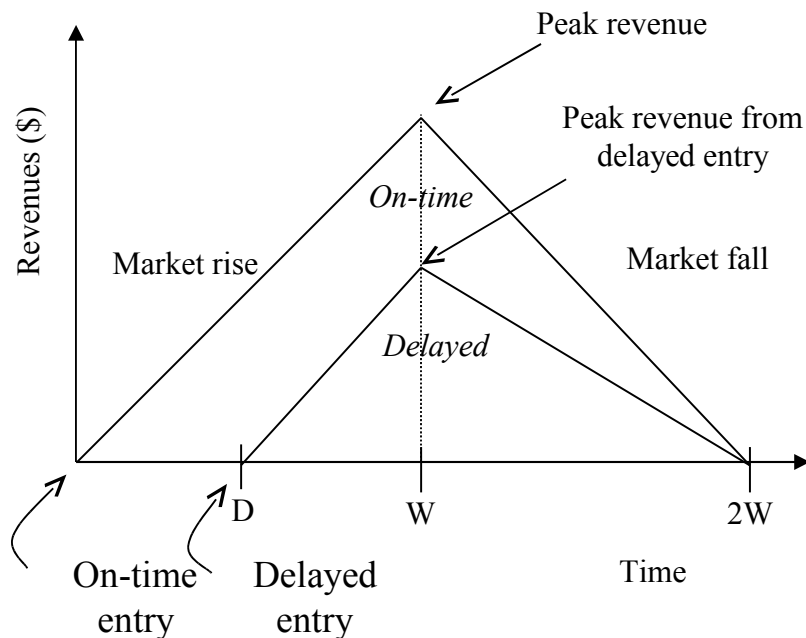 Peak revenue
Peak revenue from
delayed entry
Revenues ($)
On-time
Market rise
Market fall
Delayed
D
W
2W
On-time
entry
Delayed
entry
Time